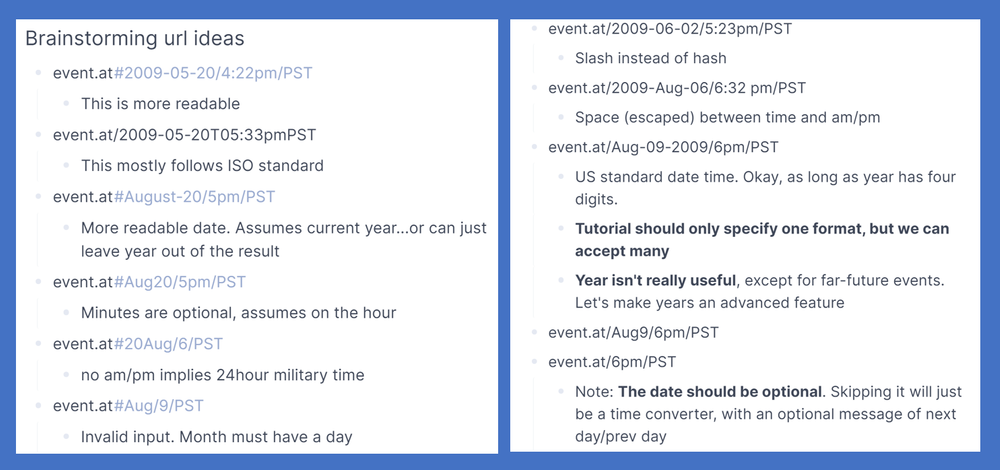 Brainstorming url ideas
event.at#2009-05-20/4:22pm/PST
This is more readable
event.at/2009-05-20T05:33pmPST
This mostly follows ISO standard
event.at#August-20/5pm/PST
More readable date. Assumes current year...or can just
leave year out of the result
event.at#Aug20/5pm/PST
Minutes are optional, assumes on the hour
event.at#20Aug/6/PST
no am/pm implies 24hour military time
event.at#Aug/9/PST
Invalid input. Month must have a day
event.at/2009-06-02/5:23pm/PST
Slash instead of hash
event.at/2009-Aug-06/6:32 pm/PST
Space (escaped) between time and am/pm
event.at/Aug-09-2009/6pm/PST
US standard date time. Okay, as long as year has four
digits.
Tutorial should only specify one format, but we can
accept many
Year isn't really useful, except for far-future events.
Let's make years an advanced feature
event.at/Aug9/6pm/PST
event.at/6pm/PST
Note: The date should be optional. Skipping it will just
be a time converter, with an optional message of next
day/prev day